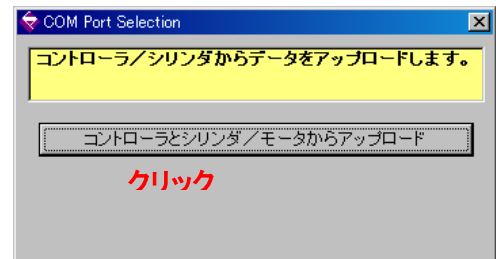 COM Port Selection
コントローラ／シリンダからデータをアップロードします。
コントローラとシリンダ／モータからアップロード
クリック